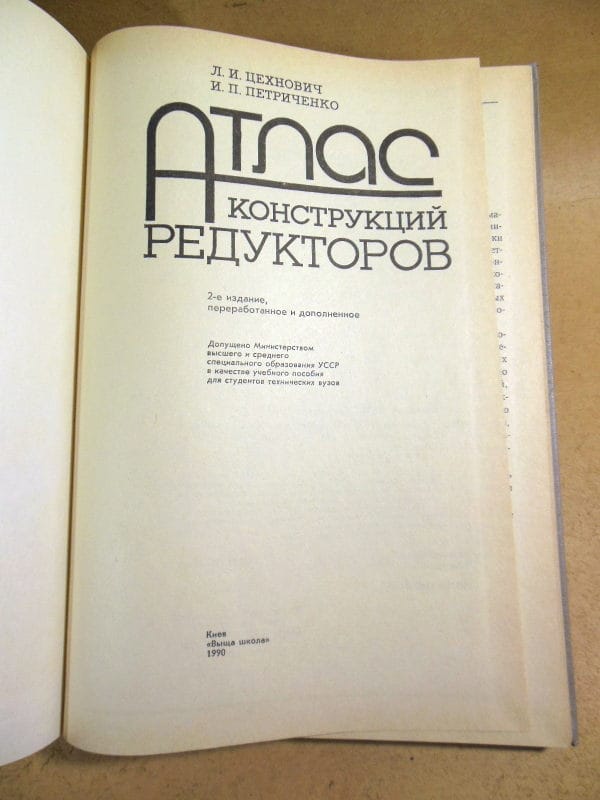 Л. И. ЦЕХНОВИЧ
И. П. ПЕТРИЧЕНКО
АТЛАС
КОНСТРУКЦИЙ
РЕДУКТОРОВ
2-е издание,
переработанное и дополненное
Допущено Министерством
высшего и среднего
специального образования УССР
в качестве учебного пособия
для студентов технических вузов
Киев
«Выща школа»
1990